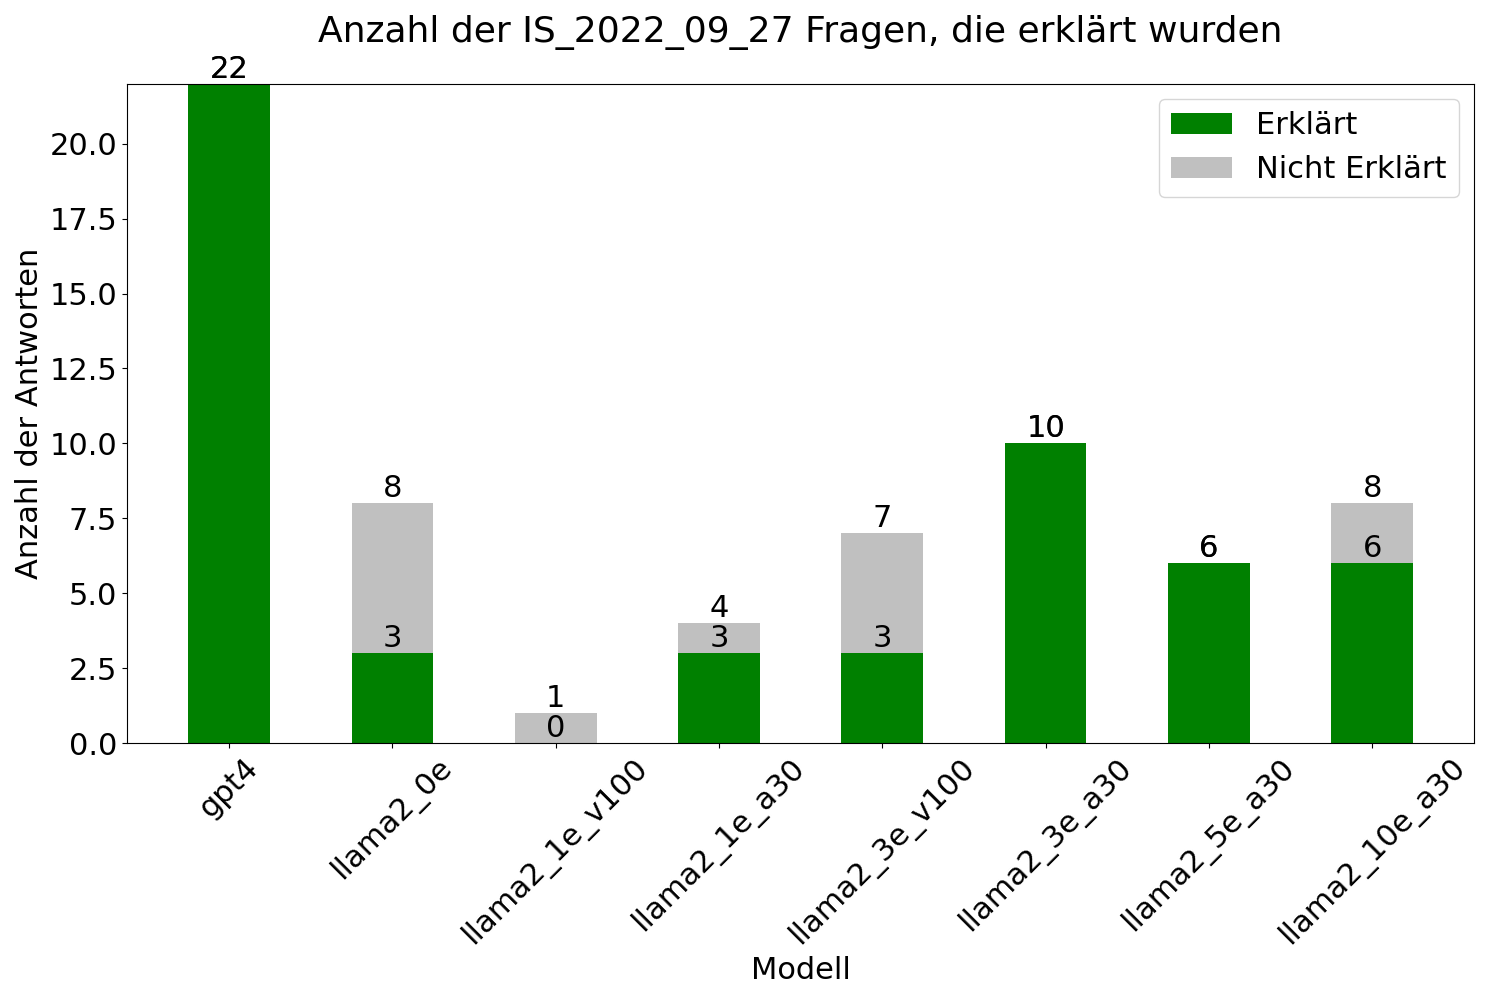 Anzahl der IS_2022_09_27 Fragen, die erklärt wurden
Erklärt
Nicht Erklärt
Anzahl der Antworten
20.0
17.5
15.0
12.5
10.0
7.5
5.0
2.5
0.0
22
8
3
1
0
4
3
7
3
10
6
8
6
gpt4
llama2_0e
llama2_1e_v100
llama2_1e_a30
llama2_3e_v100
llama2_3e_a30
llama2_5e_a30
llama2_10e_a30
Modell